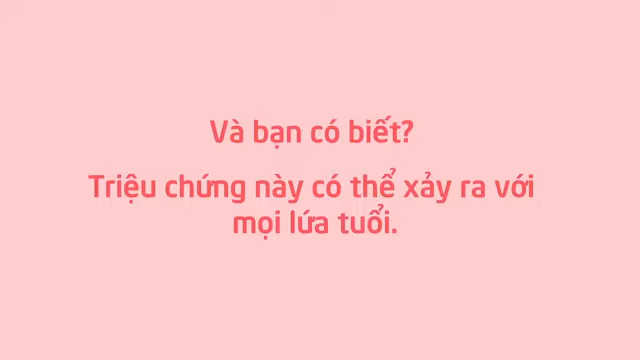 Và bạn có biết?
Triệu chứng này có thể xảy ra với
mọi lứa tuổi.